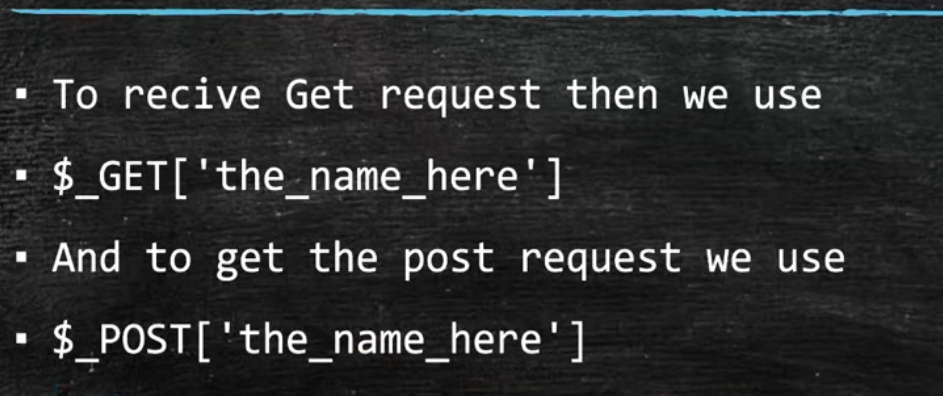 ▪ To recive Get request then we use
▪ $_GET['the_name_here']
▪ And to get the post request we use
▪ $_POST['the_name_here']